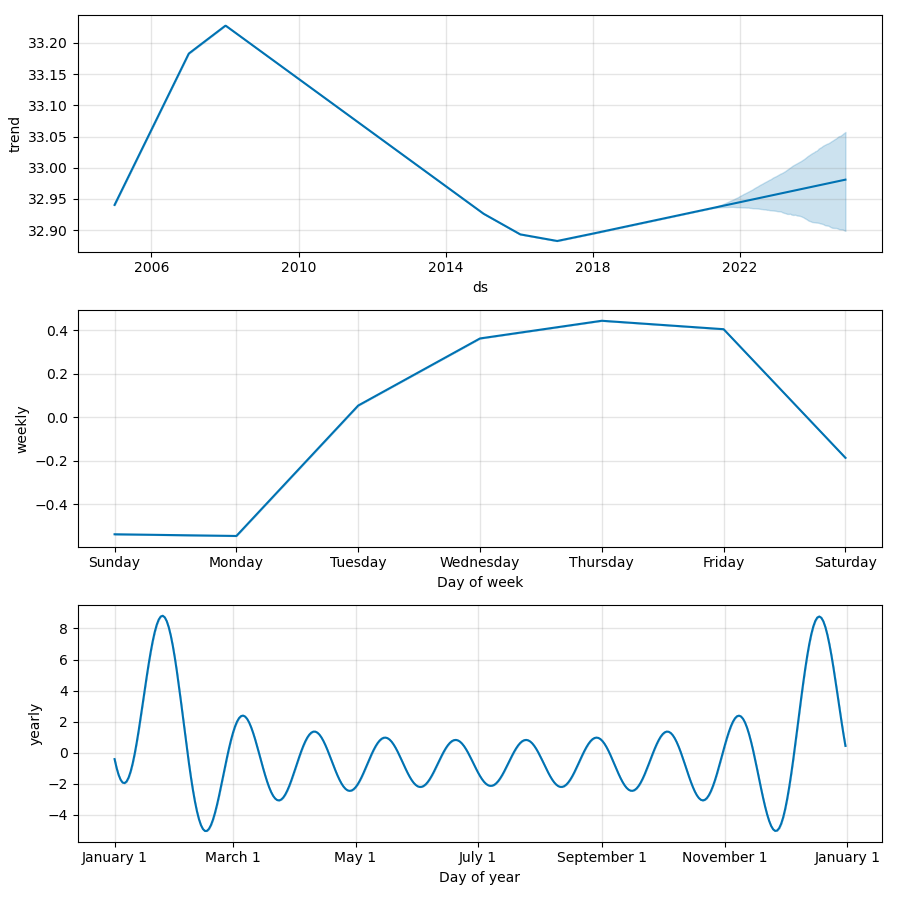 33.20
33.15
33.10
33.05
33.00
32.95
32.90
trend
2006 2010 2014 2018 2022
ds
0.4
0.2
0.0
−0.2
−0.4
weekly
Sunday Monday Tuesday Wednesday Thursday Friday Saturday
Day of week
8
6
4
2
0
−2
−4
yearly
January 1 March 1 May 1 July 1 September 1 November 1 January 1
Day of year